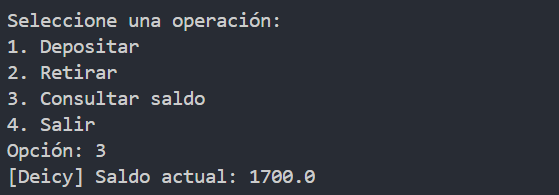 Seleccione una operación:
1. Depositar
2. Retirar
3. Consultar saldo
4. Salir
Opción: 3
[Deicy] Saldo actual: 1700.0